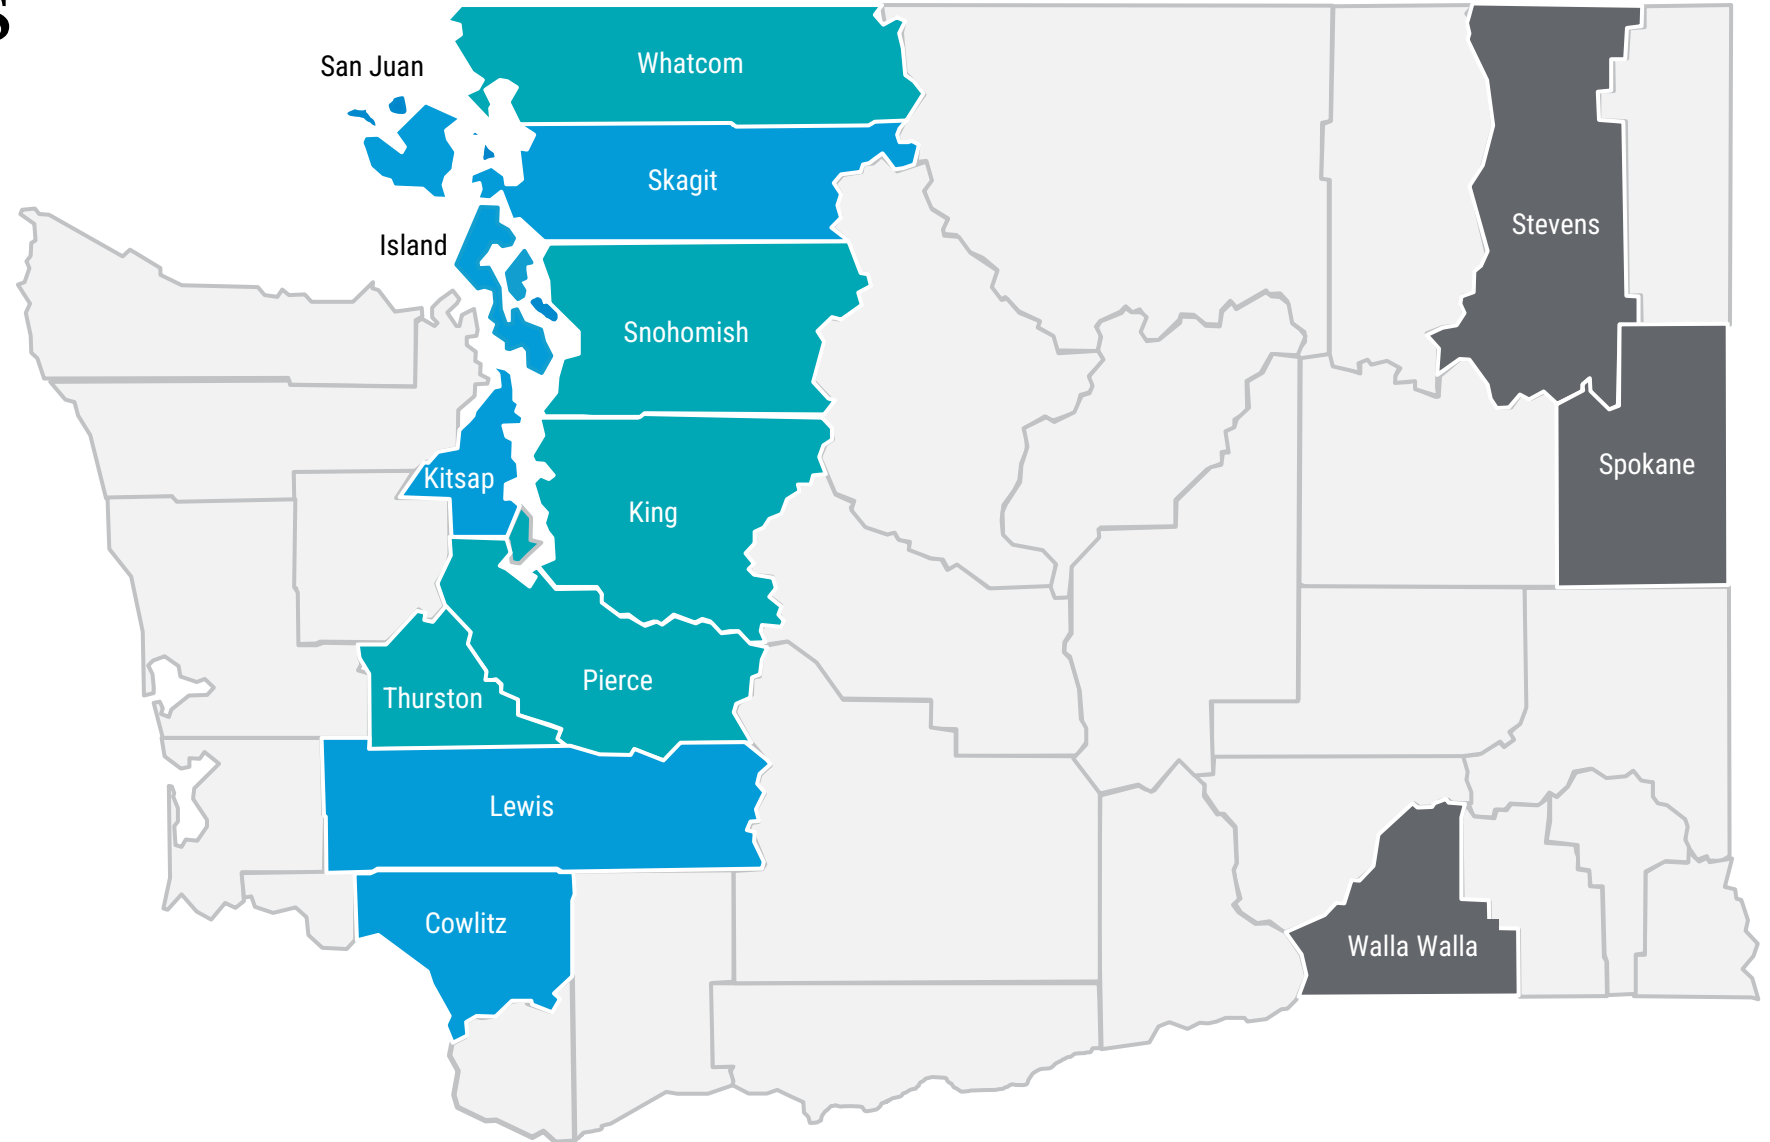 s
Whatcom
San Juan
Skagit
Stevens
Island
Snohomish
Spokane
Kitsap
King
Pierce
Thurston
Lewis
Cowlitz
Walla Walla